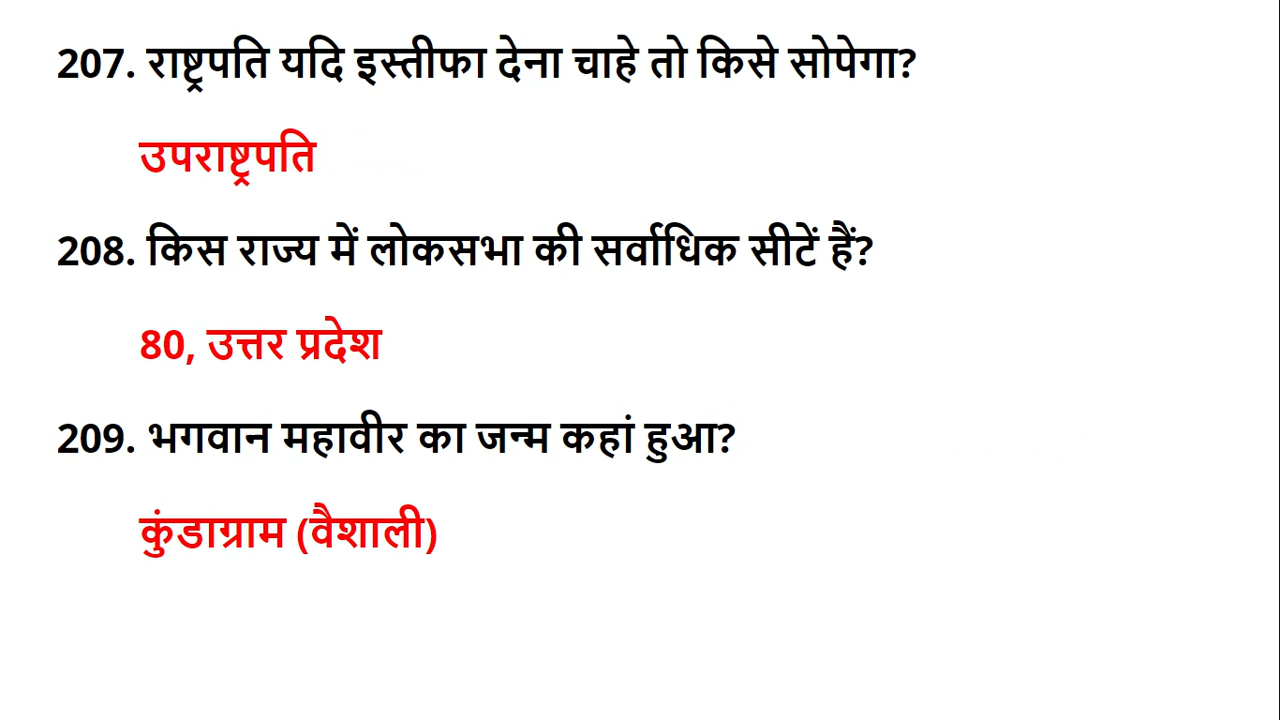 207. राष्ट्रपति यदि इस्तीफा देना चाहे तो किसे सोपेगा?
उपराष्ट्रपति
208. किस राज्य में लोकसभा की सर्वाधिक सीटें हैं?
80, उत्तर प्रदेश
209. भगवान महावीर का जन्म कहां हुआ?
कुंडाग्राम (वैशाली)